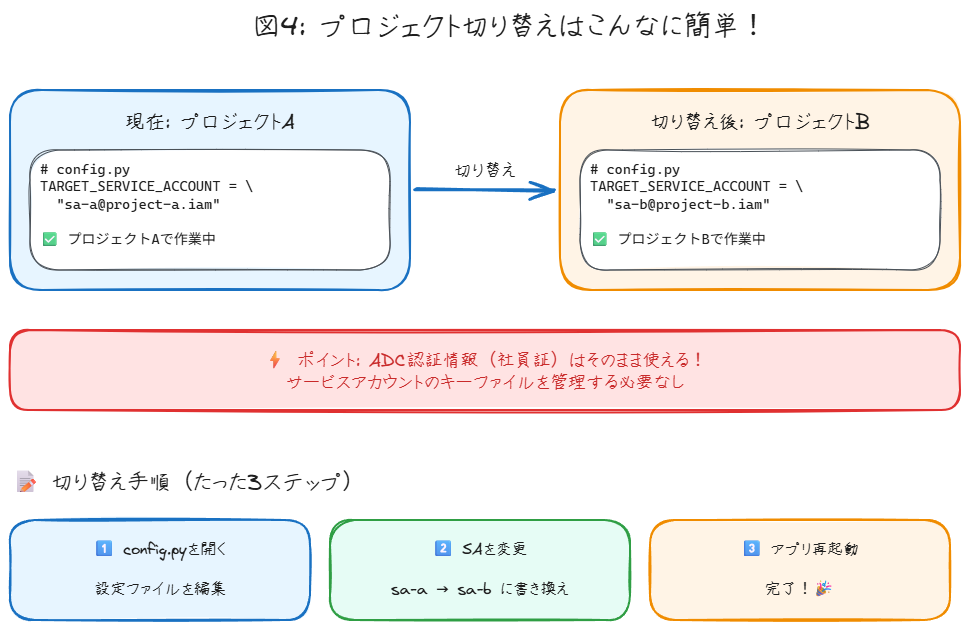 図4: プロジェクト切り替えはこんなに簡単！
現在: プロジェクトA
# config.py
TARGET_SERVICE_ACCOUNT = \
"sa-a@project-a.iam"
✅ プロジェクトAで作業中
切り替え
切り替え後: プロジェクトB
# config.py
TARGET_SERVICE_ACCOUNT = \
"sa-b@project-b.iam"
✅ プロジェクトBで作業中
⚡ ポイント: ADC認証情報（社員証）はそのまま使える！
サービスアカウントのキーファイルを管理する必要なし
📝 切り替え手順（たった3ステップ）
1️⃣ config.pyを開く
設定ファイルを編集
2️⃣ SAを変更
sa-a → sa-b に書き換え
3️⃣ アプリ再起動
完了！🎉